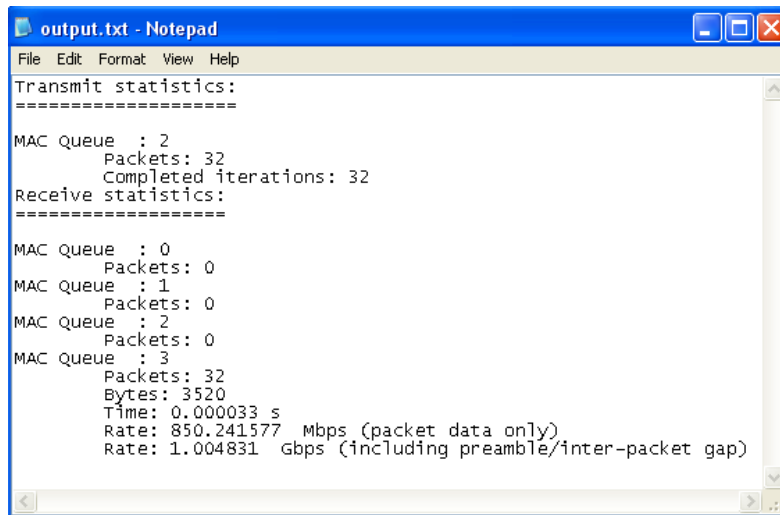 output.txt - Notepad
File Edit Format View Help
Transmit statistics:
====================
MAC Queue  : 2
        Packets: 32
        Completed iterations: 32
Receive statistics:
===================
MAC Queue  : 0
        Packets: 0
MAC Queue  : 1
        Packets: 0
MAC Queue  : 2
        Packets: 0
MAC Queue  : 3
        Packets: 32
        Bytes: 3520
        Time: 0.000033 s
        Rate: 850.241577  Mbps (packet data only)
        Rate: 1.004831  Gbps (including preamble/inter-packet gap)